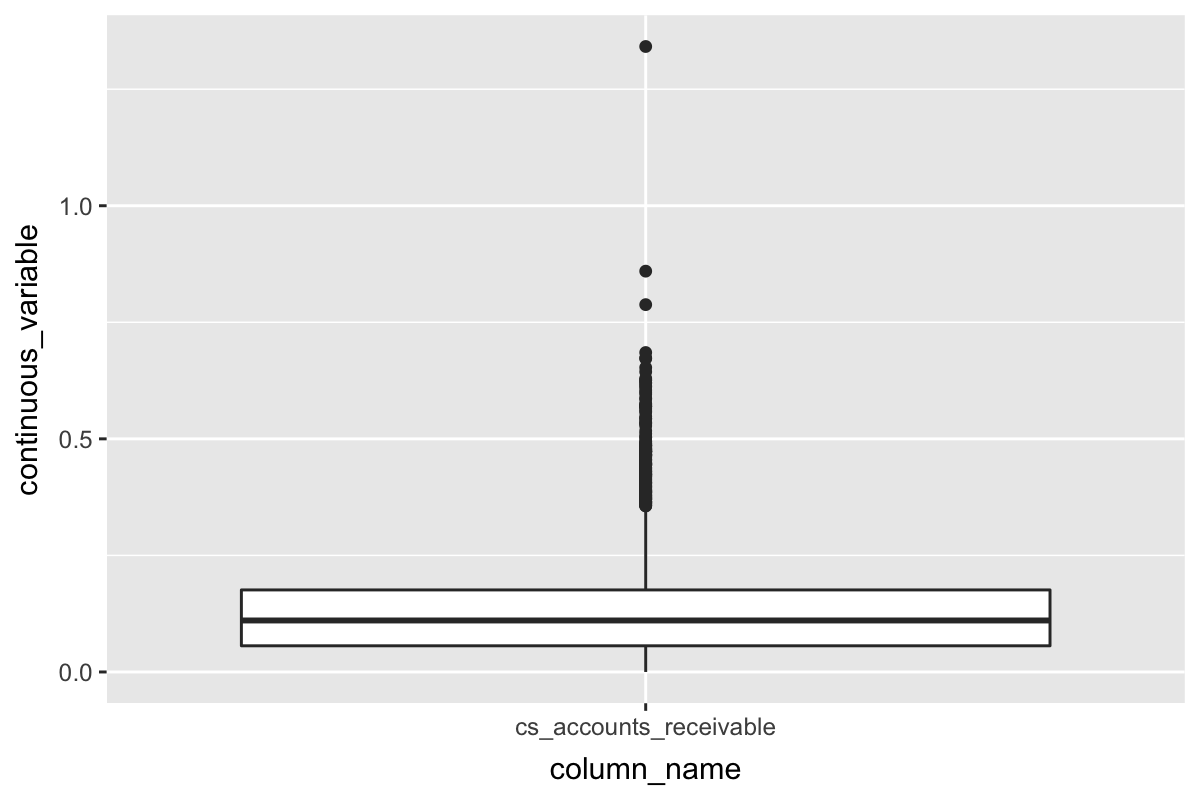 continuous_variable
1.0
0.5
0.0
cs_accounts_receivable
column_name